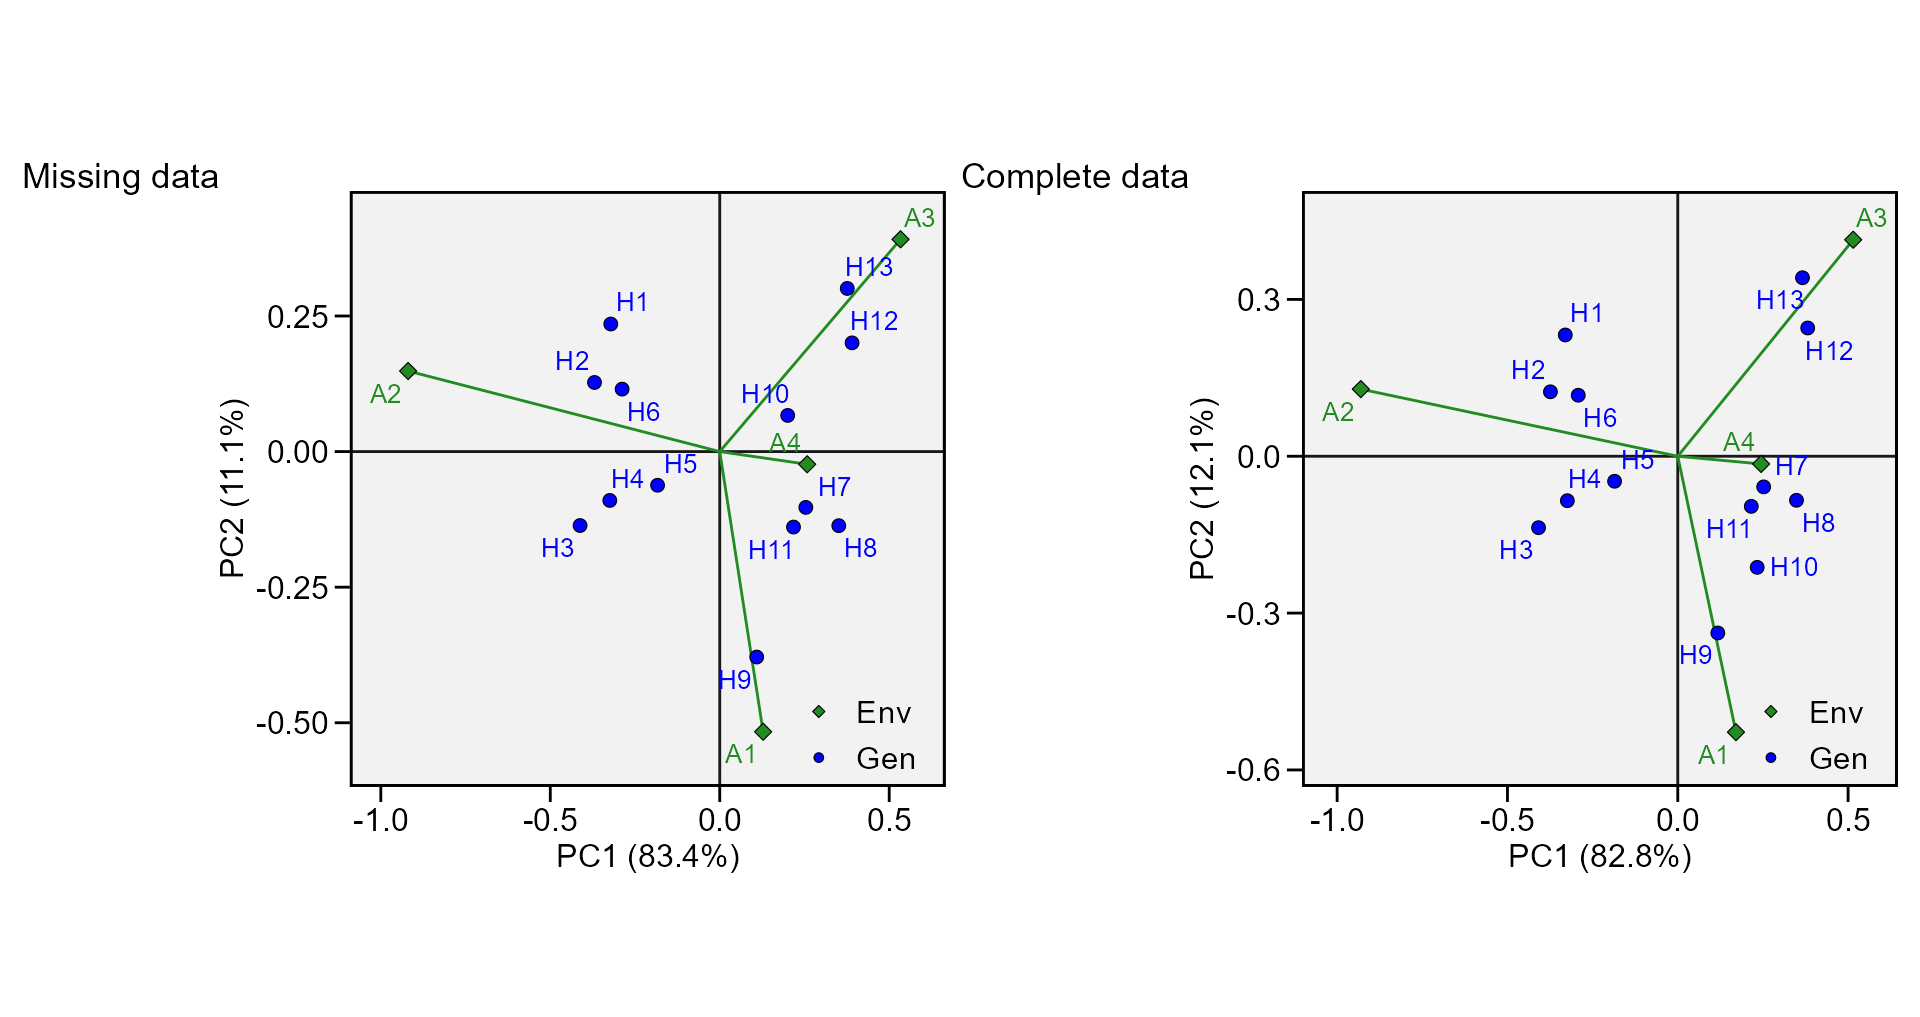 Missing data
A3
H13
H1
0.25
H12
H2
A2
H10
H6
A4
0.00
H5
H4
H7
H3
H11
H8
-0.25
H9
Env
-0.50
A1
Gen
-1.0
-0.5
0.0
0.5
PC1 (83.4%)
PC2 (11.1%)
Complete data
A3
0.3
H13
H1
H12
H2
A2
H6
A4
0.0
H5
H7
H4
H11
H8
H3
H10
-0.3
H9
Env
A1
Gen
-0.6
-1.0
-0.5
0.0
0.5
PC1 (82.8%)
PC2 (12.1%)